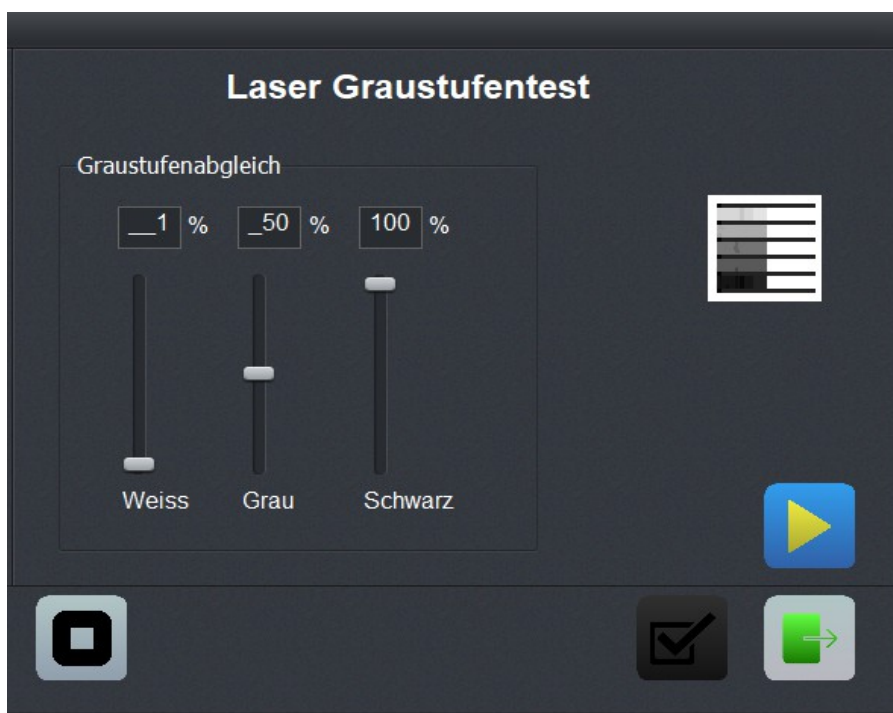 Laser Graustufentest
Graustufenabgleich
__1 % _50 % 100 %
Weiss Grau Schwarz